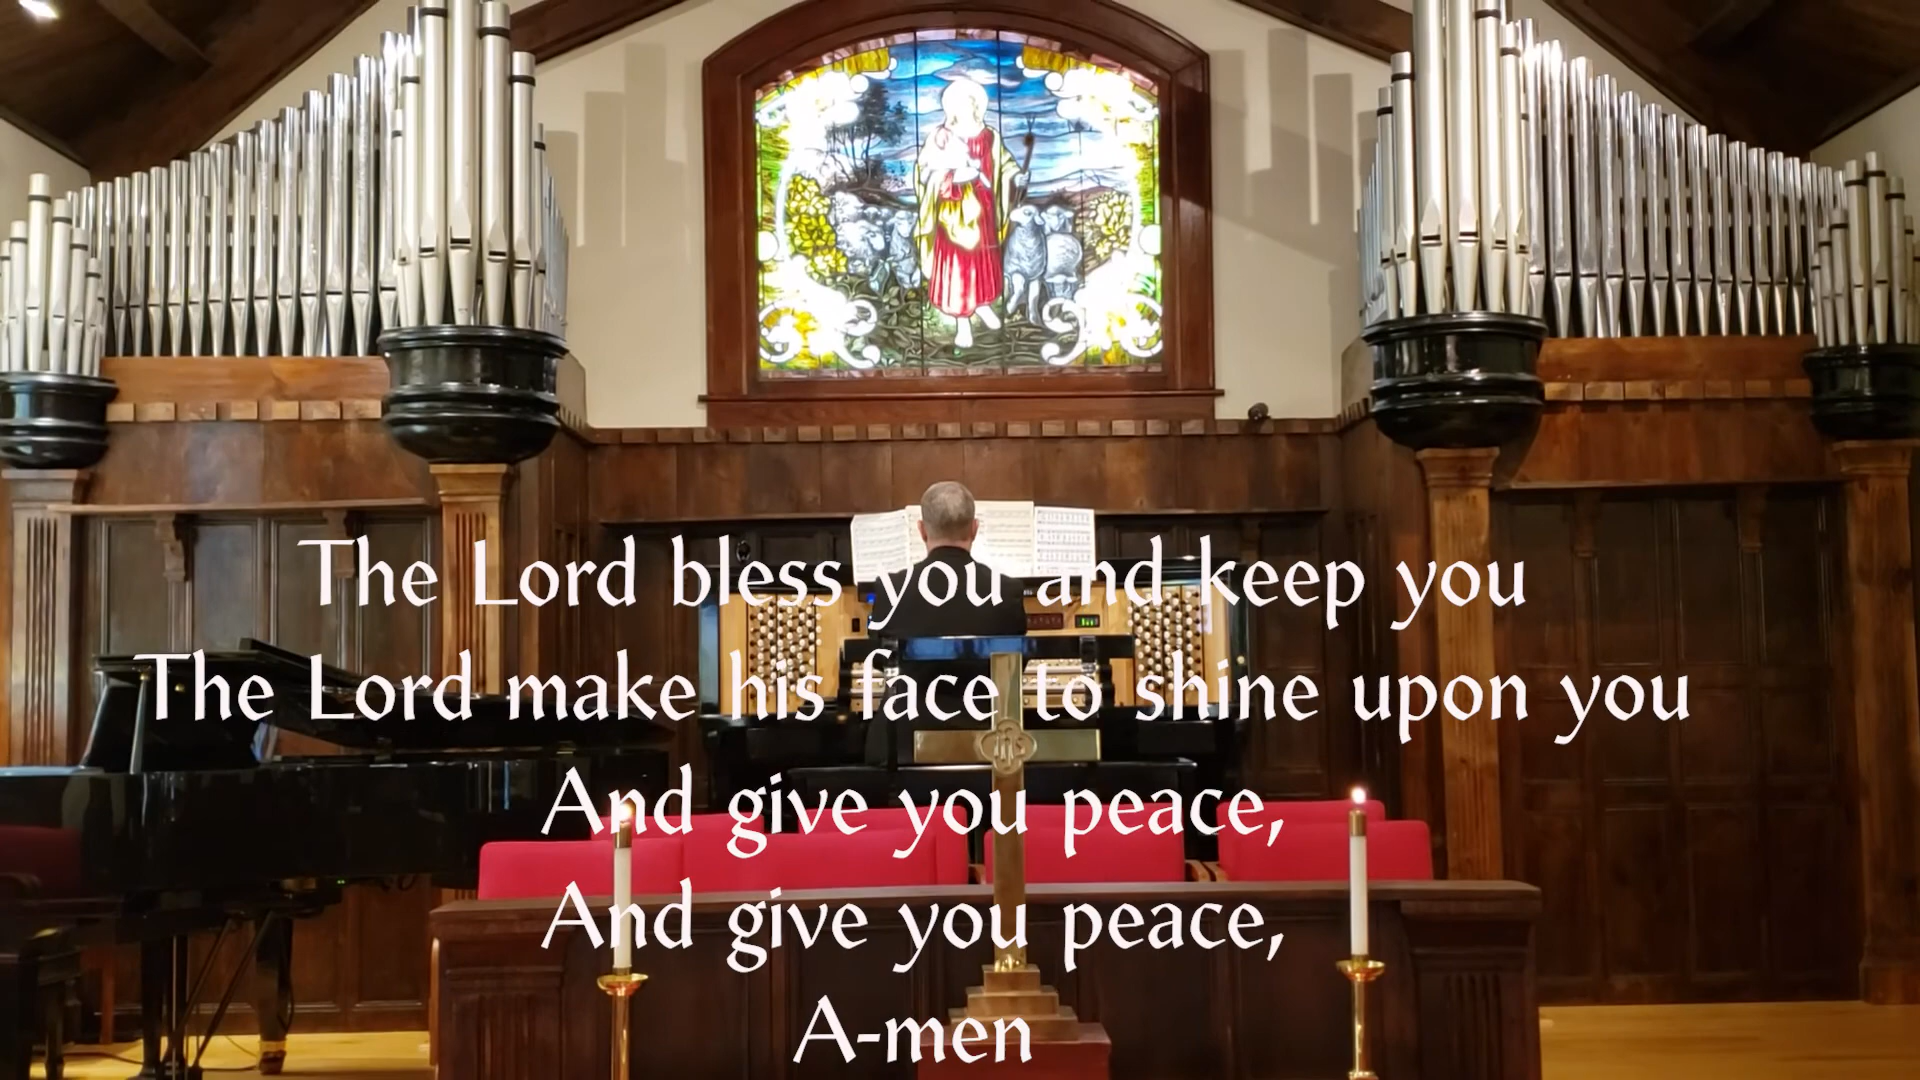 The Lord bless you and keep you
The Lord make his face to shine upon you
And give you peace,
And give you peace,
A-men